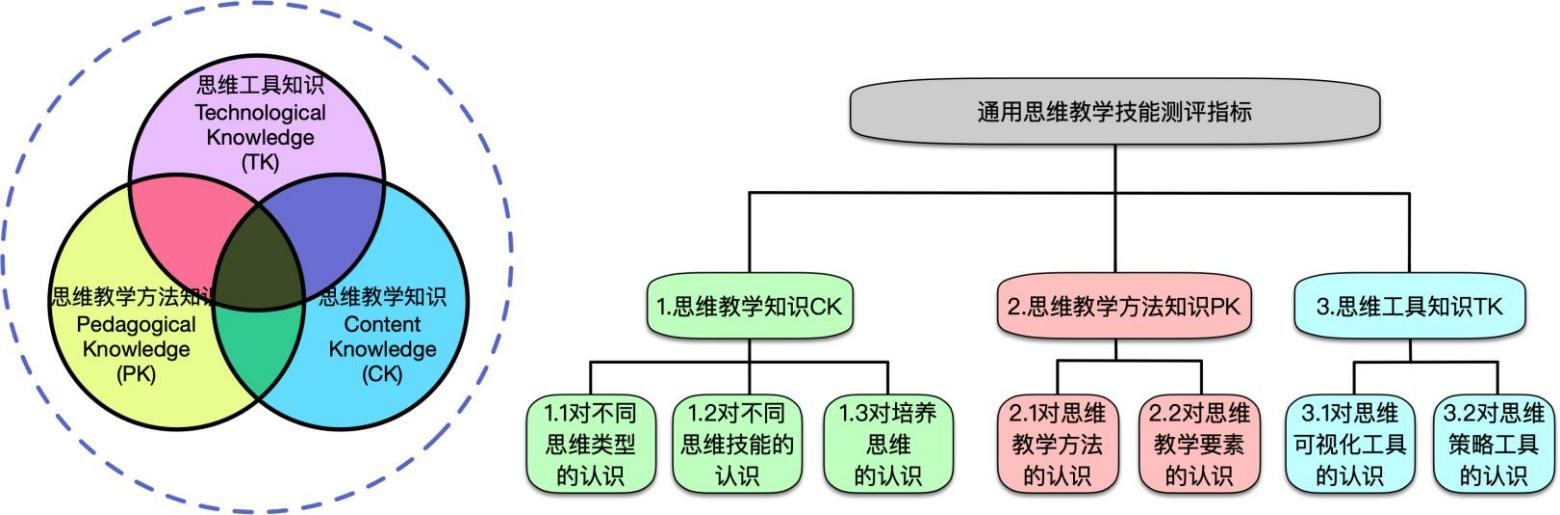 思维工具知识
Technological
Knowledge
(TK)
思维教学方法知识
Pedagogical
Knowledge
(PK)
思维教学知识
Content
Knowledge
(CK)
通用思维教学技能测评指标
1.思维教学知识CK
2.思维教学方法知识PK
3.思维工具知识TK
1.1对不同
思维类型
的认识
1.2对不同
思维技能的
认识
1.3对培养
思维
的认识
2.1对思维
教学方法
的认识
2.2对思维
教学要素
的认识
3.1对思维
可视化工具
的认识
3.2对思维
策略工具
的认识